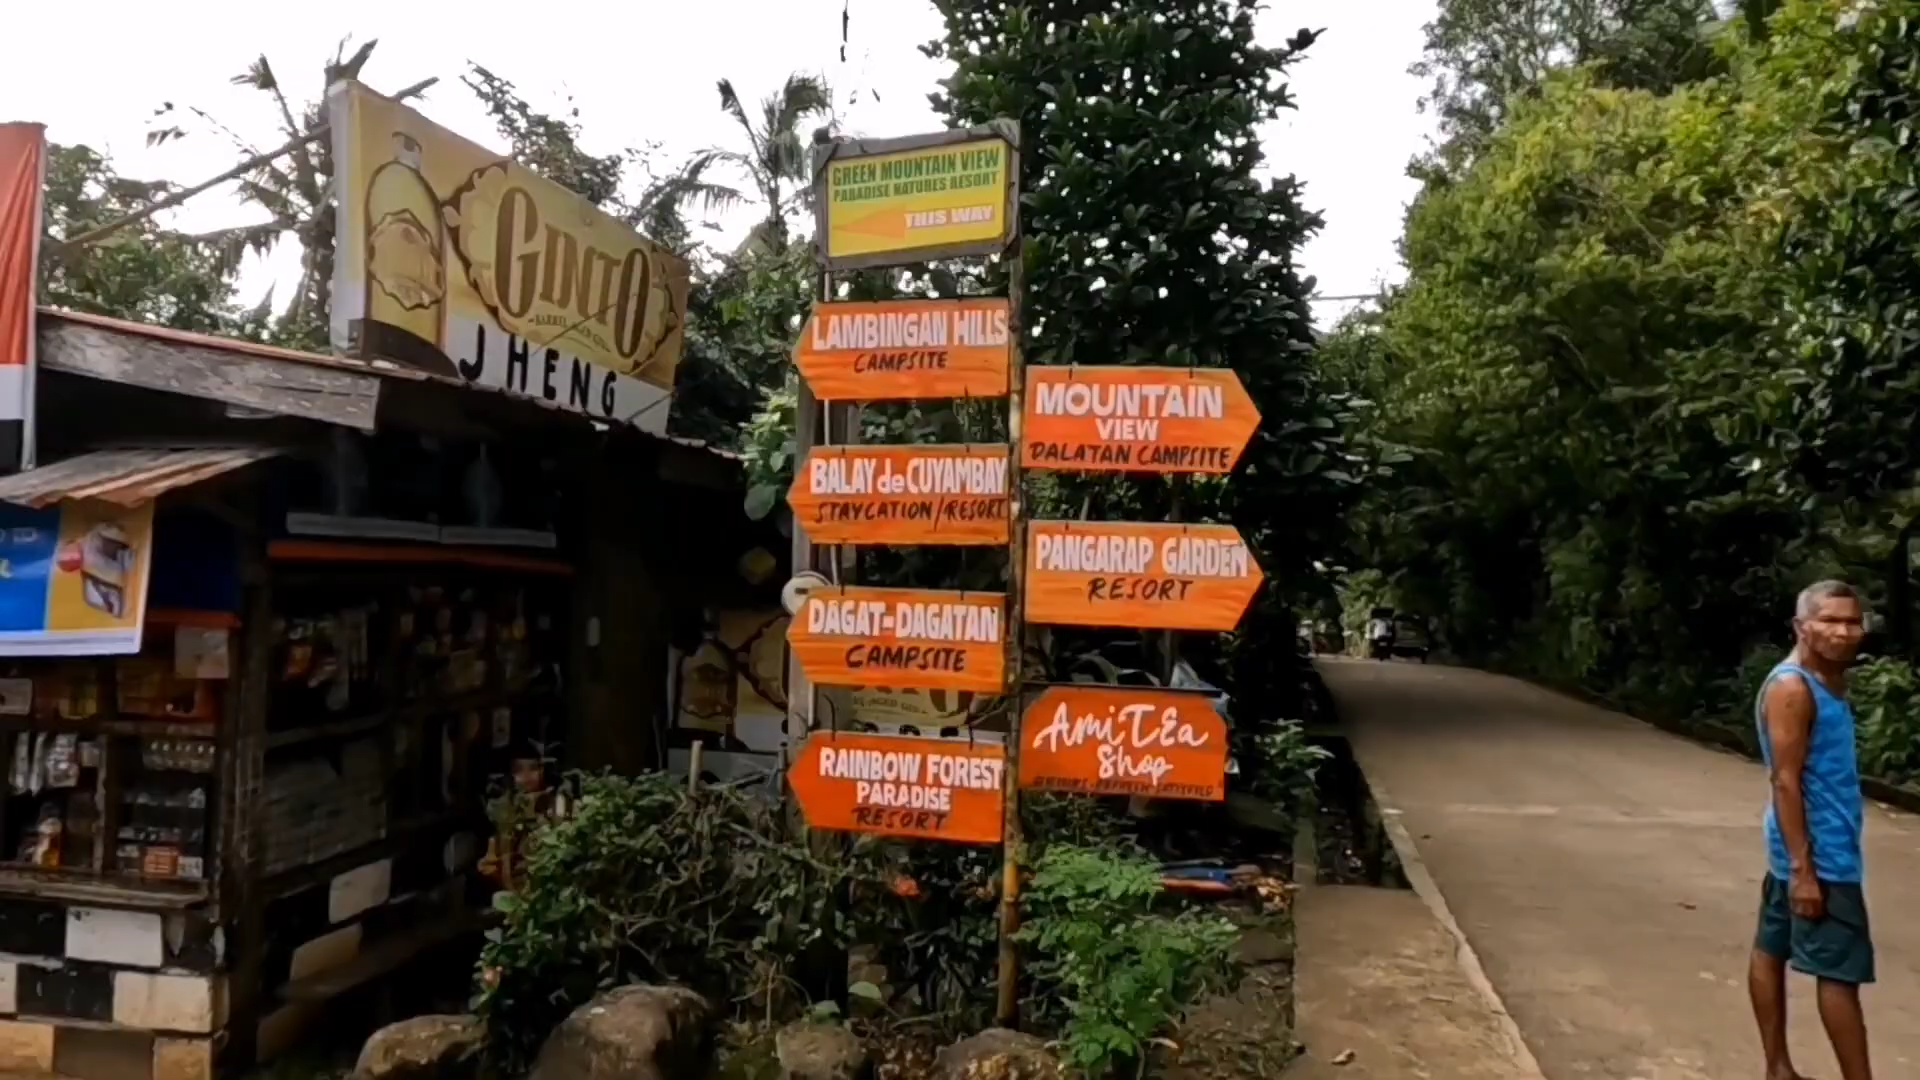 GINTO
JHENG
GREEN MOUNTAIN VIEW
PARADISE NATURES RESORT
THIS WAY
LAMBINGAN HILLS
CAMPSITE
MOUNTAIN
VIEW
DALATAN CAMPSITE
BALAY de CUYAMBAY
STAYCATION/RESORT
PANGARAP GARDEN
RESORT
DAGAT-DAGATAN
CAMPSITE
AmiTEa
Shop
RAINBOW FOREST
PARADISE
RESORT